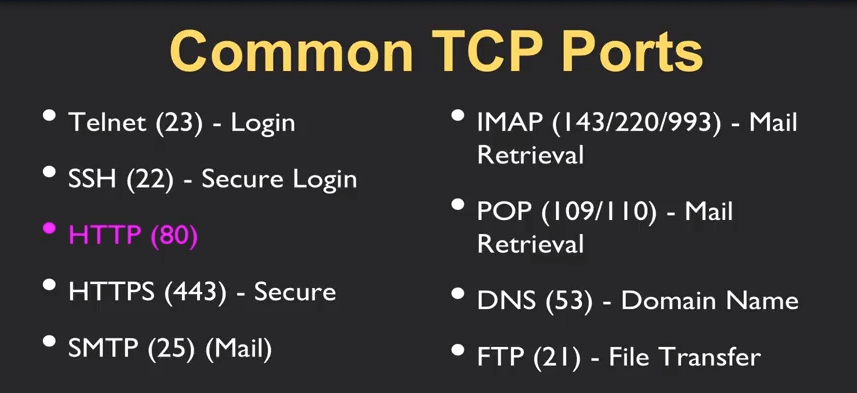 Common TCP Ports
• Telnet (23) - Login
• SSH (22) - Secure Login
• HTTP (80)
• HTTPS (443) - Secure
• SMTP (25) (Mail)
• IMAP (143/220/993) - Mail
Retrieval
• POP (109/110) - Mail
Retrieval
• DNS (53) - Domain Name
• FTP (21) - File Transfer